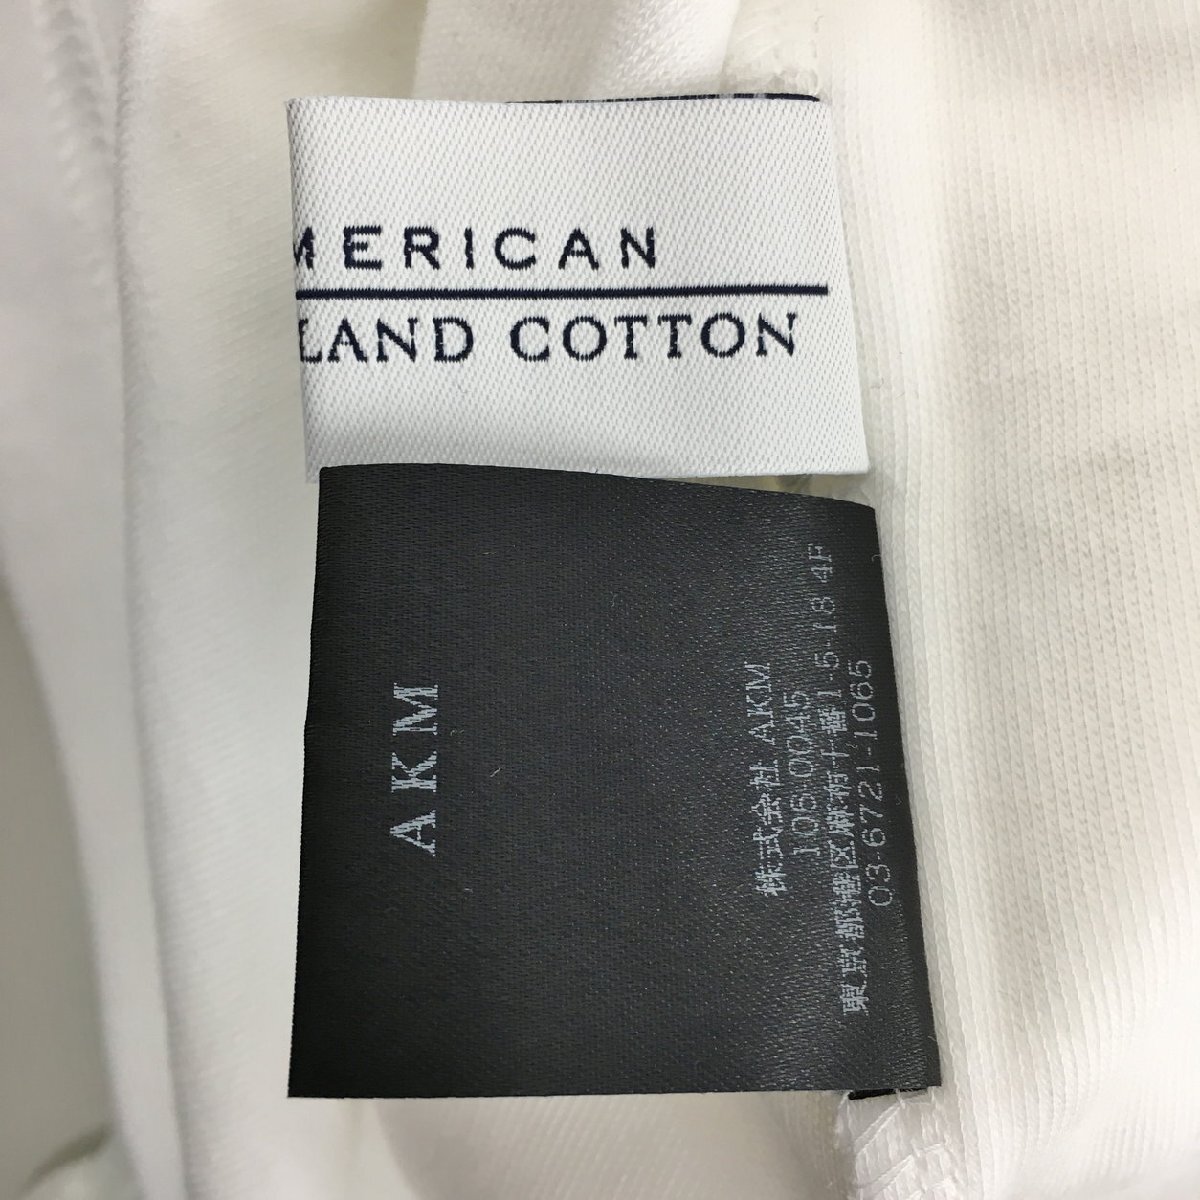 MERICAN
LAND COTTON
AKM
株式会社 AKM
106-0045
東京都港区麻布十番1-5-18 4F
03-6721-1065